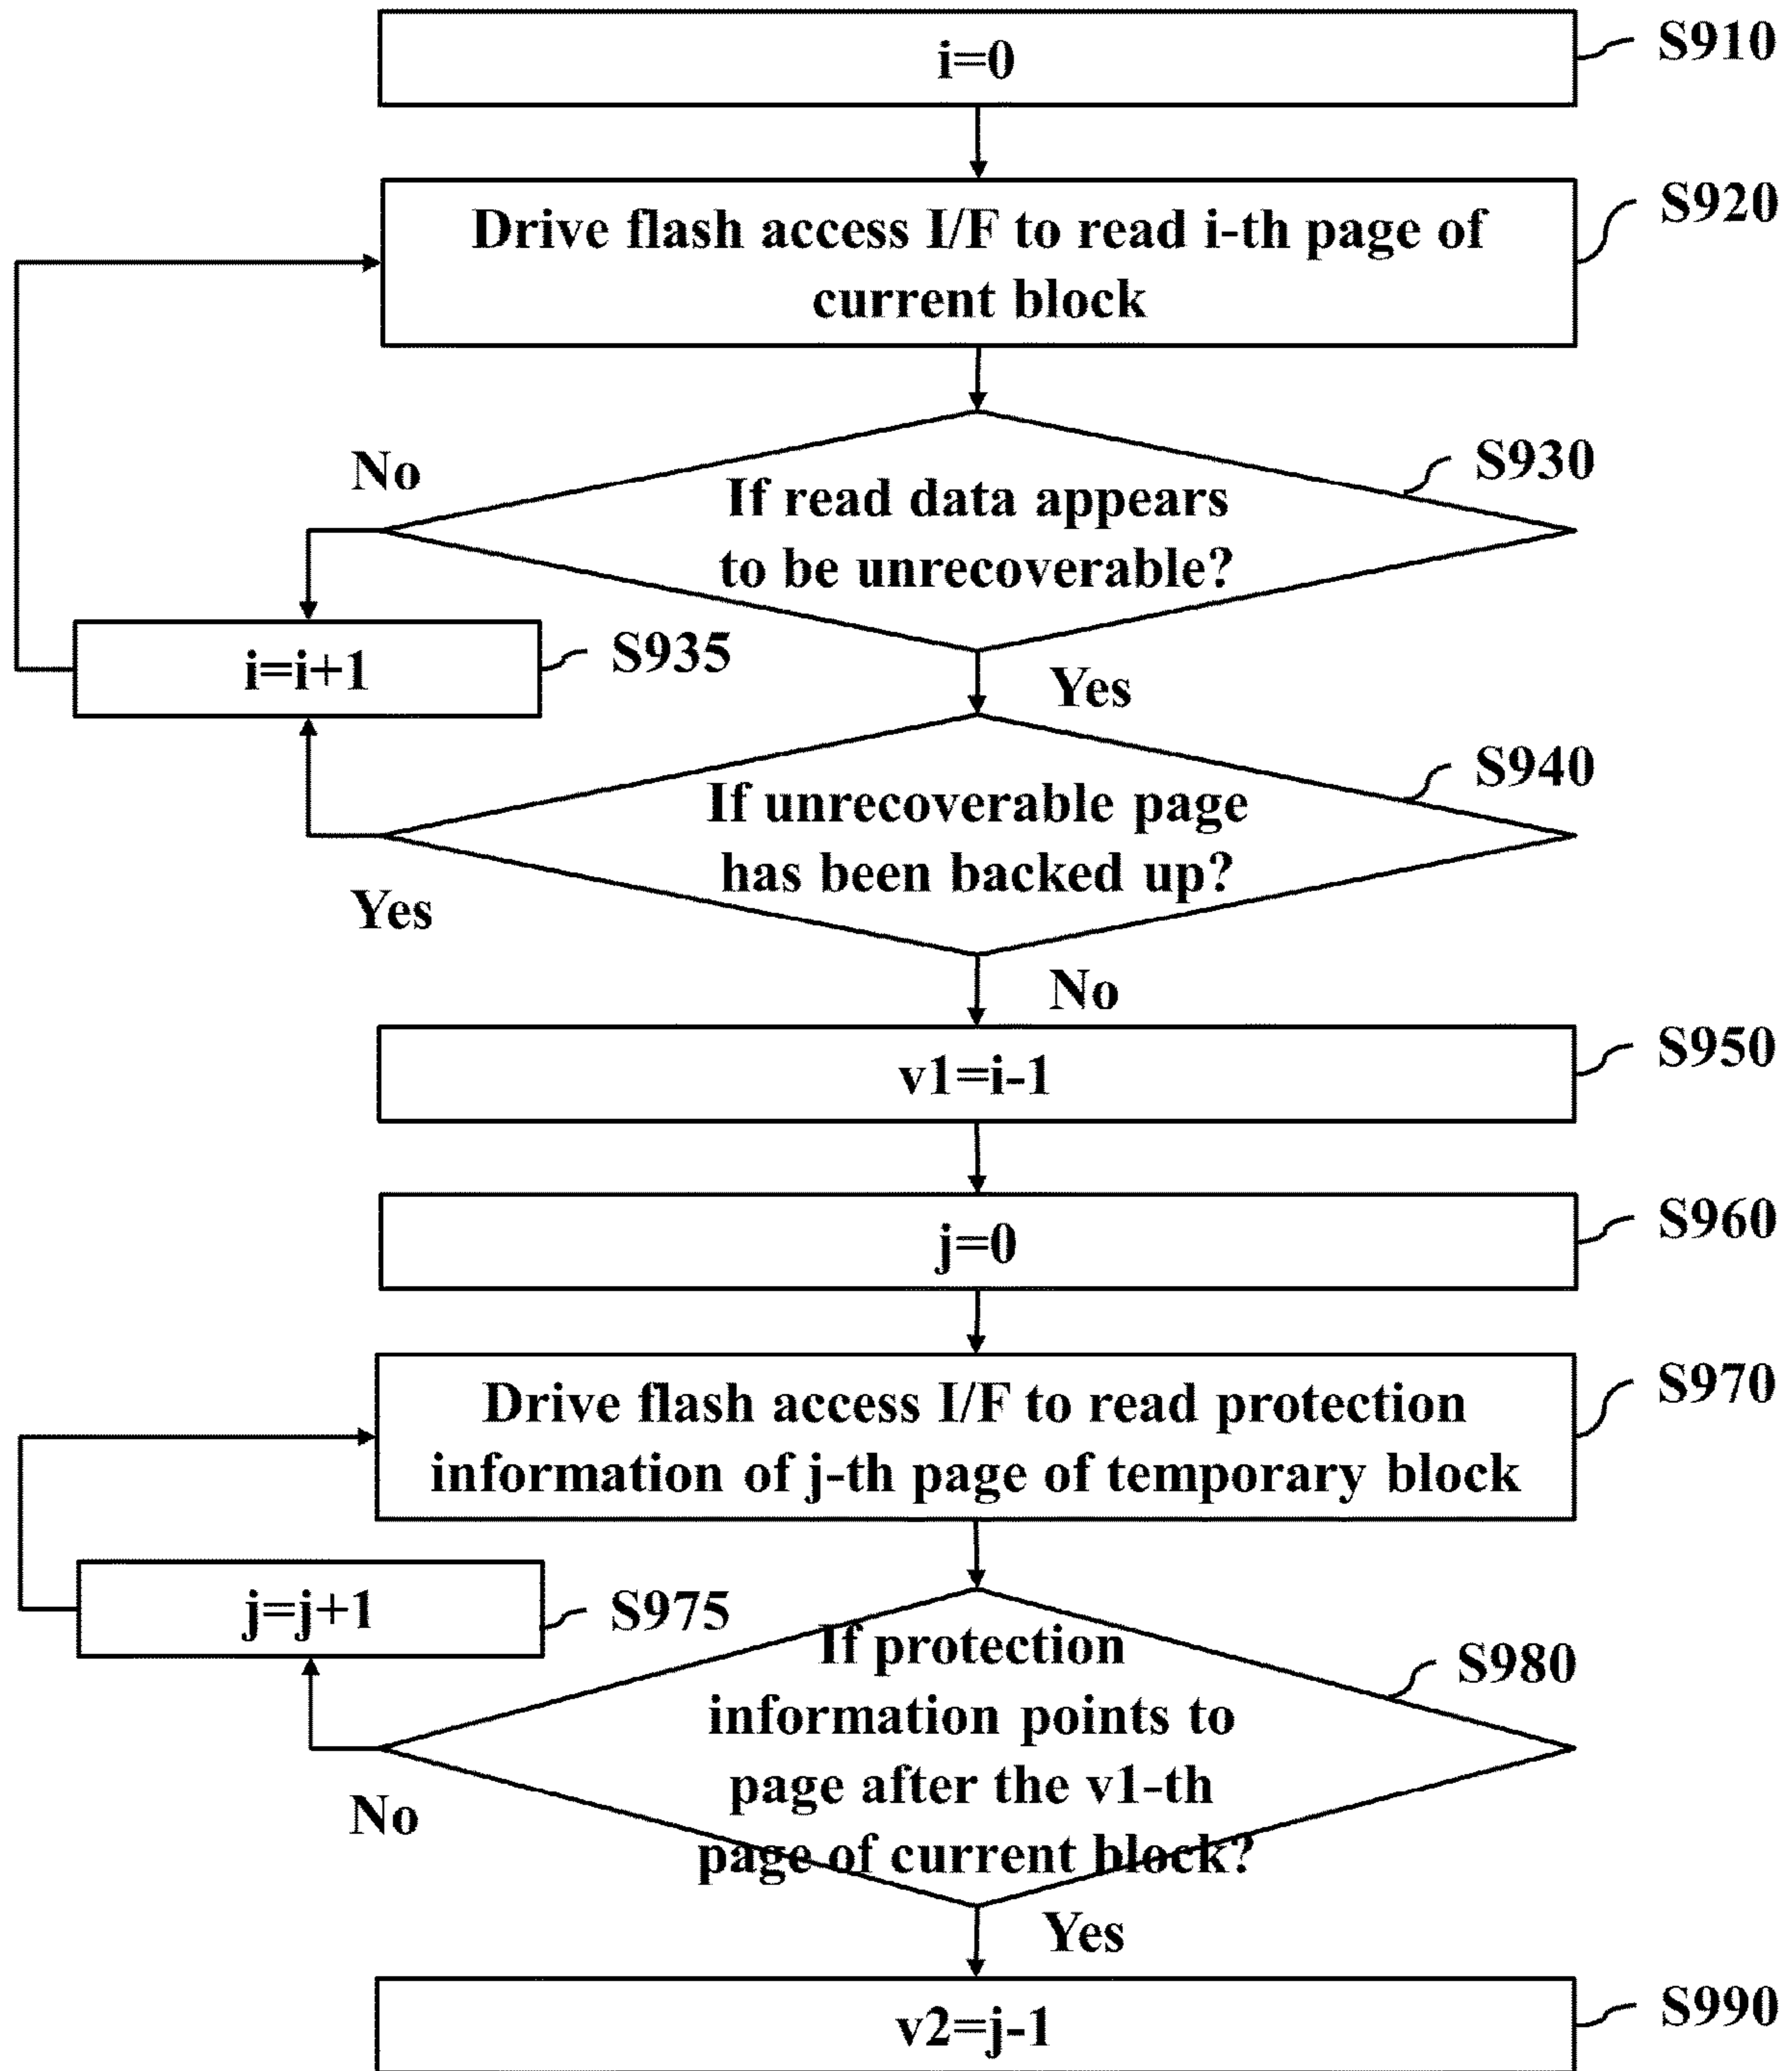 i=0
S910
Drive flash access I/F to read i-th page of
current block
S920
If read data appears
to be unrecoverable?
S930
No
i=i+1
S935
Yes
If unrecoverable page
has been backed up?
S940
Yes
No
v1=i-1
S950
j=0
S960
Drive flash access I/F to read protection
information of j-th page of temporary block
S970
j=j+1
S975
If protection
information points to
page after the v1-th
page of current block?
S980
No
Yes
v2=j-1
S990